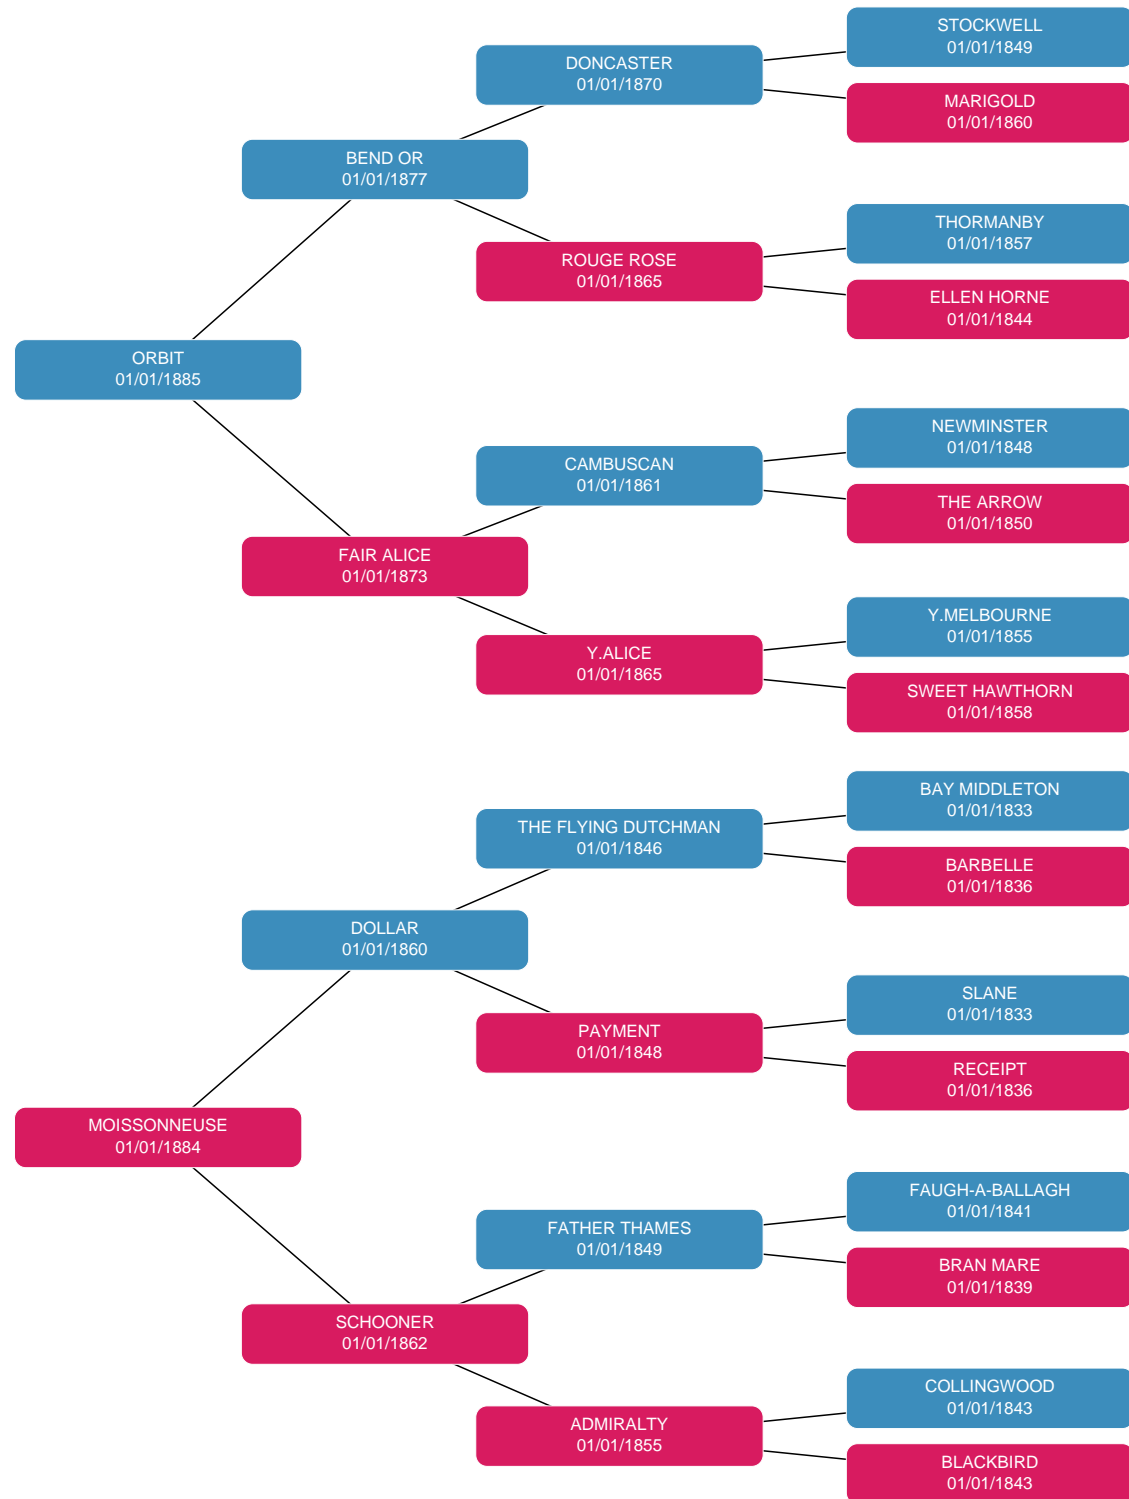 STOCKWELL
01/01/1849
DONCASTER
01/01/1870
MARIGOLD
01/01/1860
BEND OR
01/01/1877
THORMANBY
01/01/1857
ROUGE ROSE
01/01/1865
ELLEN HORNE
01/01/1844
ORBIT
01/01/1885
NEWMINSTER
01/01/1848
CAMBUSCAN
01/01/1861
THE ARROW
01/01/1850
FAIR ALICE
01/01/1873
Y.MELBOURNE
01/01/1855
Y.ALICE
01/01/1865
SWEET HAWTHORN
01/01/1858
BAY MIDDLETON
01/01/1833
THE FLYING DUTCHMAN
01/01/1846
BARBELLE
01/01/1836
DOLLAR
01/01/1860
SLANE
01/01/1833
PAYMENT
01/01/1848
RECEIPT
01/01/1836
MOISSONNEUSE
01/01/1884
FAUGH-A-BALLAGH
01/01/1841
FATHER THAMES
01/01/1849
BRAN MARE
01/01/1839
SCHOONER
01/01/1862
COLLINGWOOD
01/01/1843
ADMIRALTY
01/01/1855
BLACKBIRD
01/01/1843